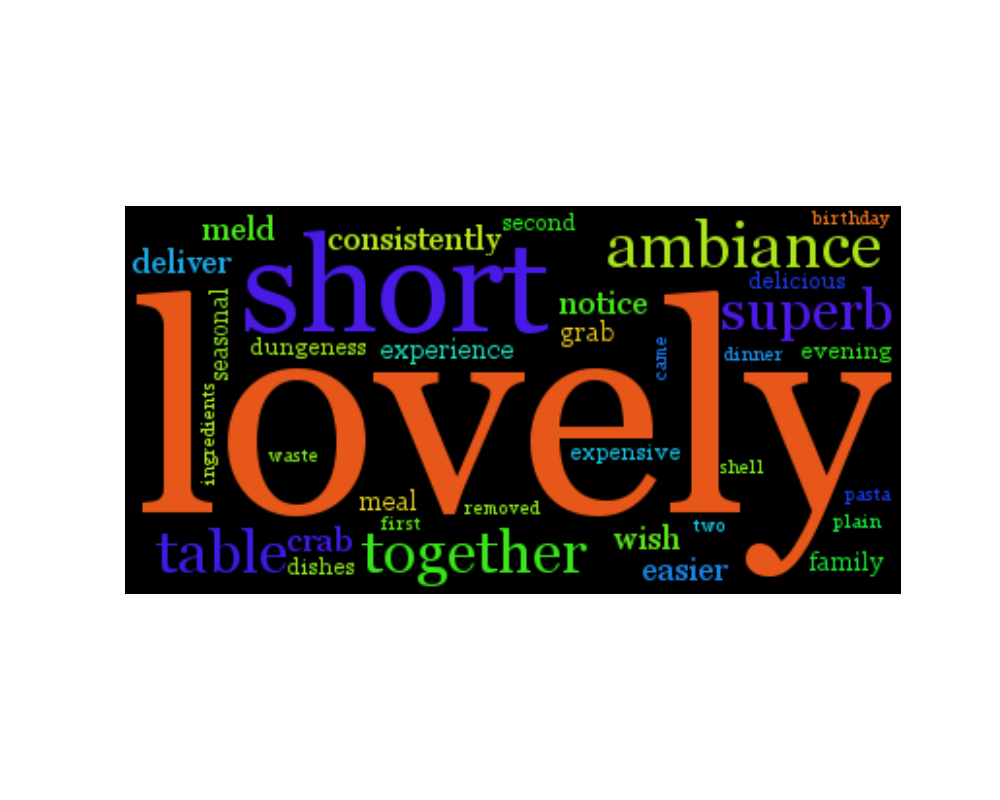 birthday
meld
second
consistently
ambiance
deliver
short
delicious
superb
notice
grab
seasonal
dungeness
experience
came
dinner
evening
lovely
ingredients
waste
expensive
shell
meal
removed
pasta
first
two
plain
table
crab
together
wish
dishes
easier
family